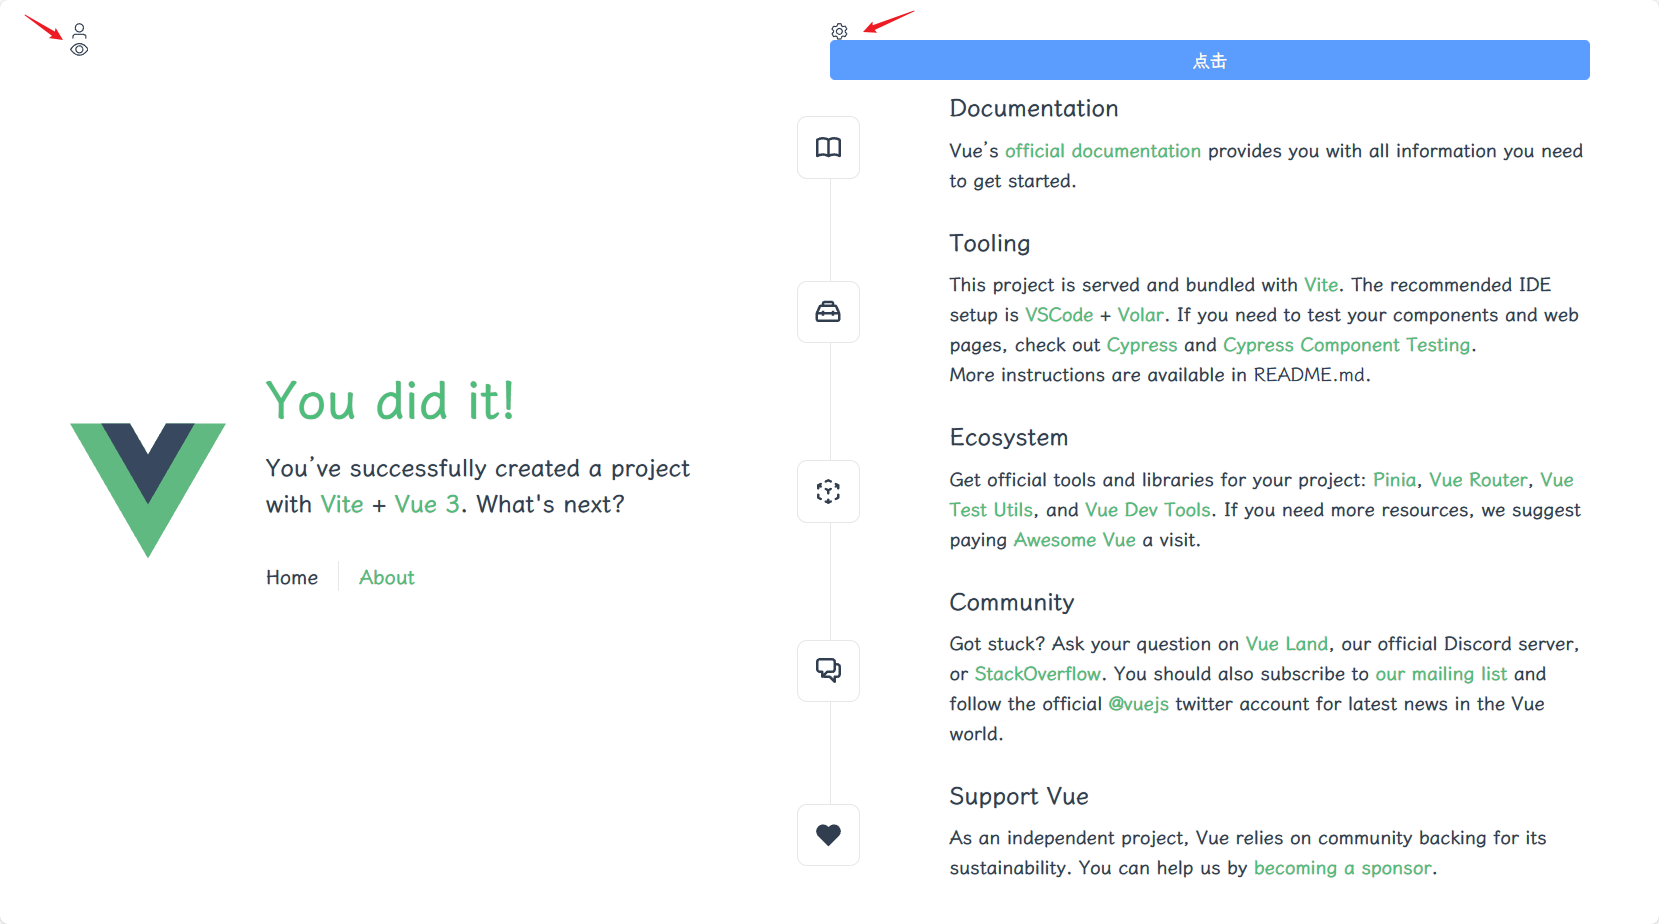 点击
You did it!
You’ve successfully created a project
with Vite + Vue 3. What's next?
Home
About
Documentation
Vue’s official documentation provides you with all information you need
to get started.
Tooling
This project is served and bundled with Vite. The recommended IDE
setup is VSCode + Volar. If you need to test your components and web
pages, check out Cypress and Cypress Component Testing.
More instructions are available in README.md.
Ecosystem
Get official tools and libraries for your project: Pinia, Vue Router, Vue
Test Utils, and Vue Dev Tools. If you need more resources, we suggest
paying Awesome Vue a visit.
Community
Got stuck? Ask your question on Vue Land, our official Discord server,
or StackOverflow. You should also subscribe to our mailing list and
follow the official @vuejs twitter account for latest news in the Vue
world.
Support Vue
As an independent project, Vue relies on community backing for its
sustainability. You can help us by becoming a sponsor.